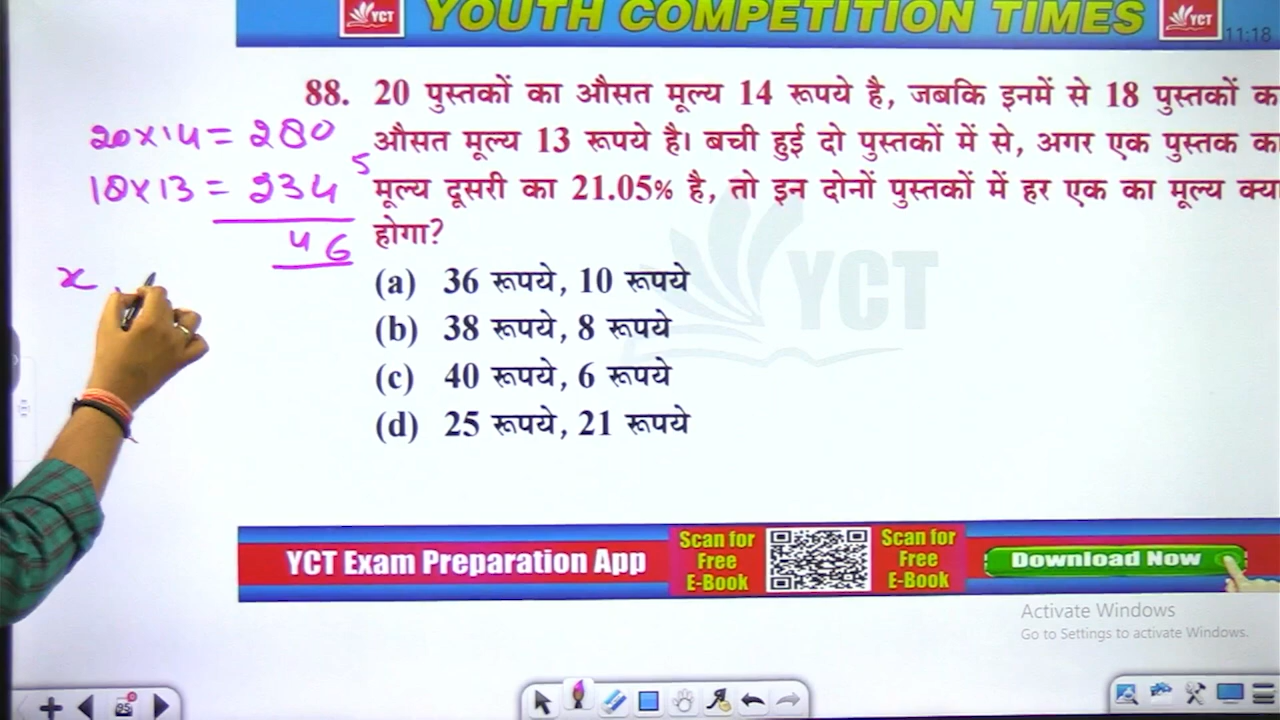 YCT
YOUTH COMPETITION TIMES
YCT
11:18
88. 20 पुस्तकों का औसत मूल्य 14 रूपये है, जबकि इनमें से 18 पुस्तकों क
औसत मूल्य 13 रूपये है। बची हुई दो पुस्तकों में से, अगर एक पुस्तक का
मूल्य दूसरी का 21.05% है, तो इन दोनों पुस्तकों में हर एक का मूल्य क्या
होगा?
20×14 = 280
18×13 = 234
5
46
x
(a) 36 रूपये, 10 रूपये
(b) 38 रूपये, 8 रूपये
(c) 40 रूपये, 6 रूपये
(d) 25 रूपये, 21 रूपये
YCT
YCT Exam Preparation App
Scan for
Free
E-Book
Scan for
Free
E-Book
Download Now
Activate Windows
Go to Settings to activate Windows.
95